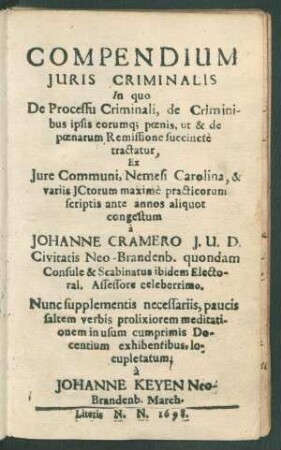 COMPENDIUM
JURIS CRIMINALIS
In quo
De Processu Criminali, de Crimini-
bus ipsis eorumq; pœnis, ut & de
pœnarum Remissione succinctè
tractatur,
Ex
Jure Communi, Nemesi Carolina, &
variis JCtorum maximè practicorum
scriptis ante annos aliquot
congestum
à
JOHANNE CRAMERO J. U. D.
Civitatis Neo-Brandenb. quondam
Consule & Scabinatus ibidem Electo-
ral. Assessore celeberrimo.
Nunc supplementis necessariis, paucis
saltem verbis prolixiorem meditati-
onem in usum cumprimis Do-
centium exhibentibus, lo-
cupletatum;
à
JOHANNE KEYEN Neo-
Brandenb. March.
Literis N. N. 1698.